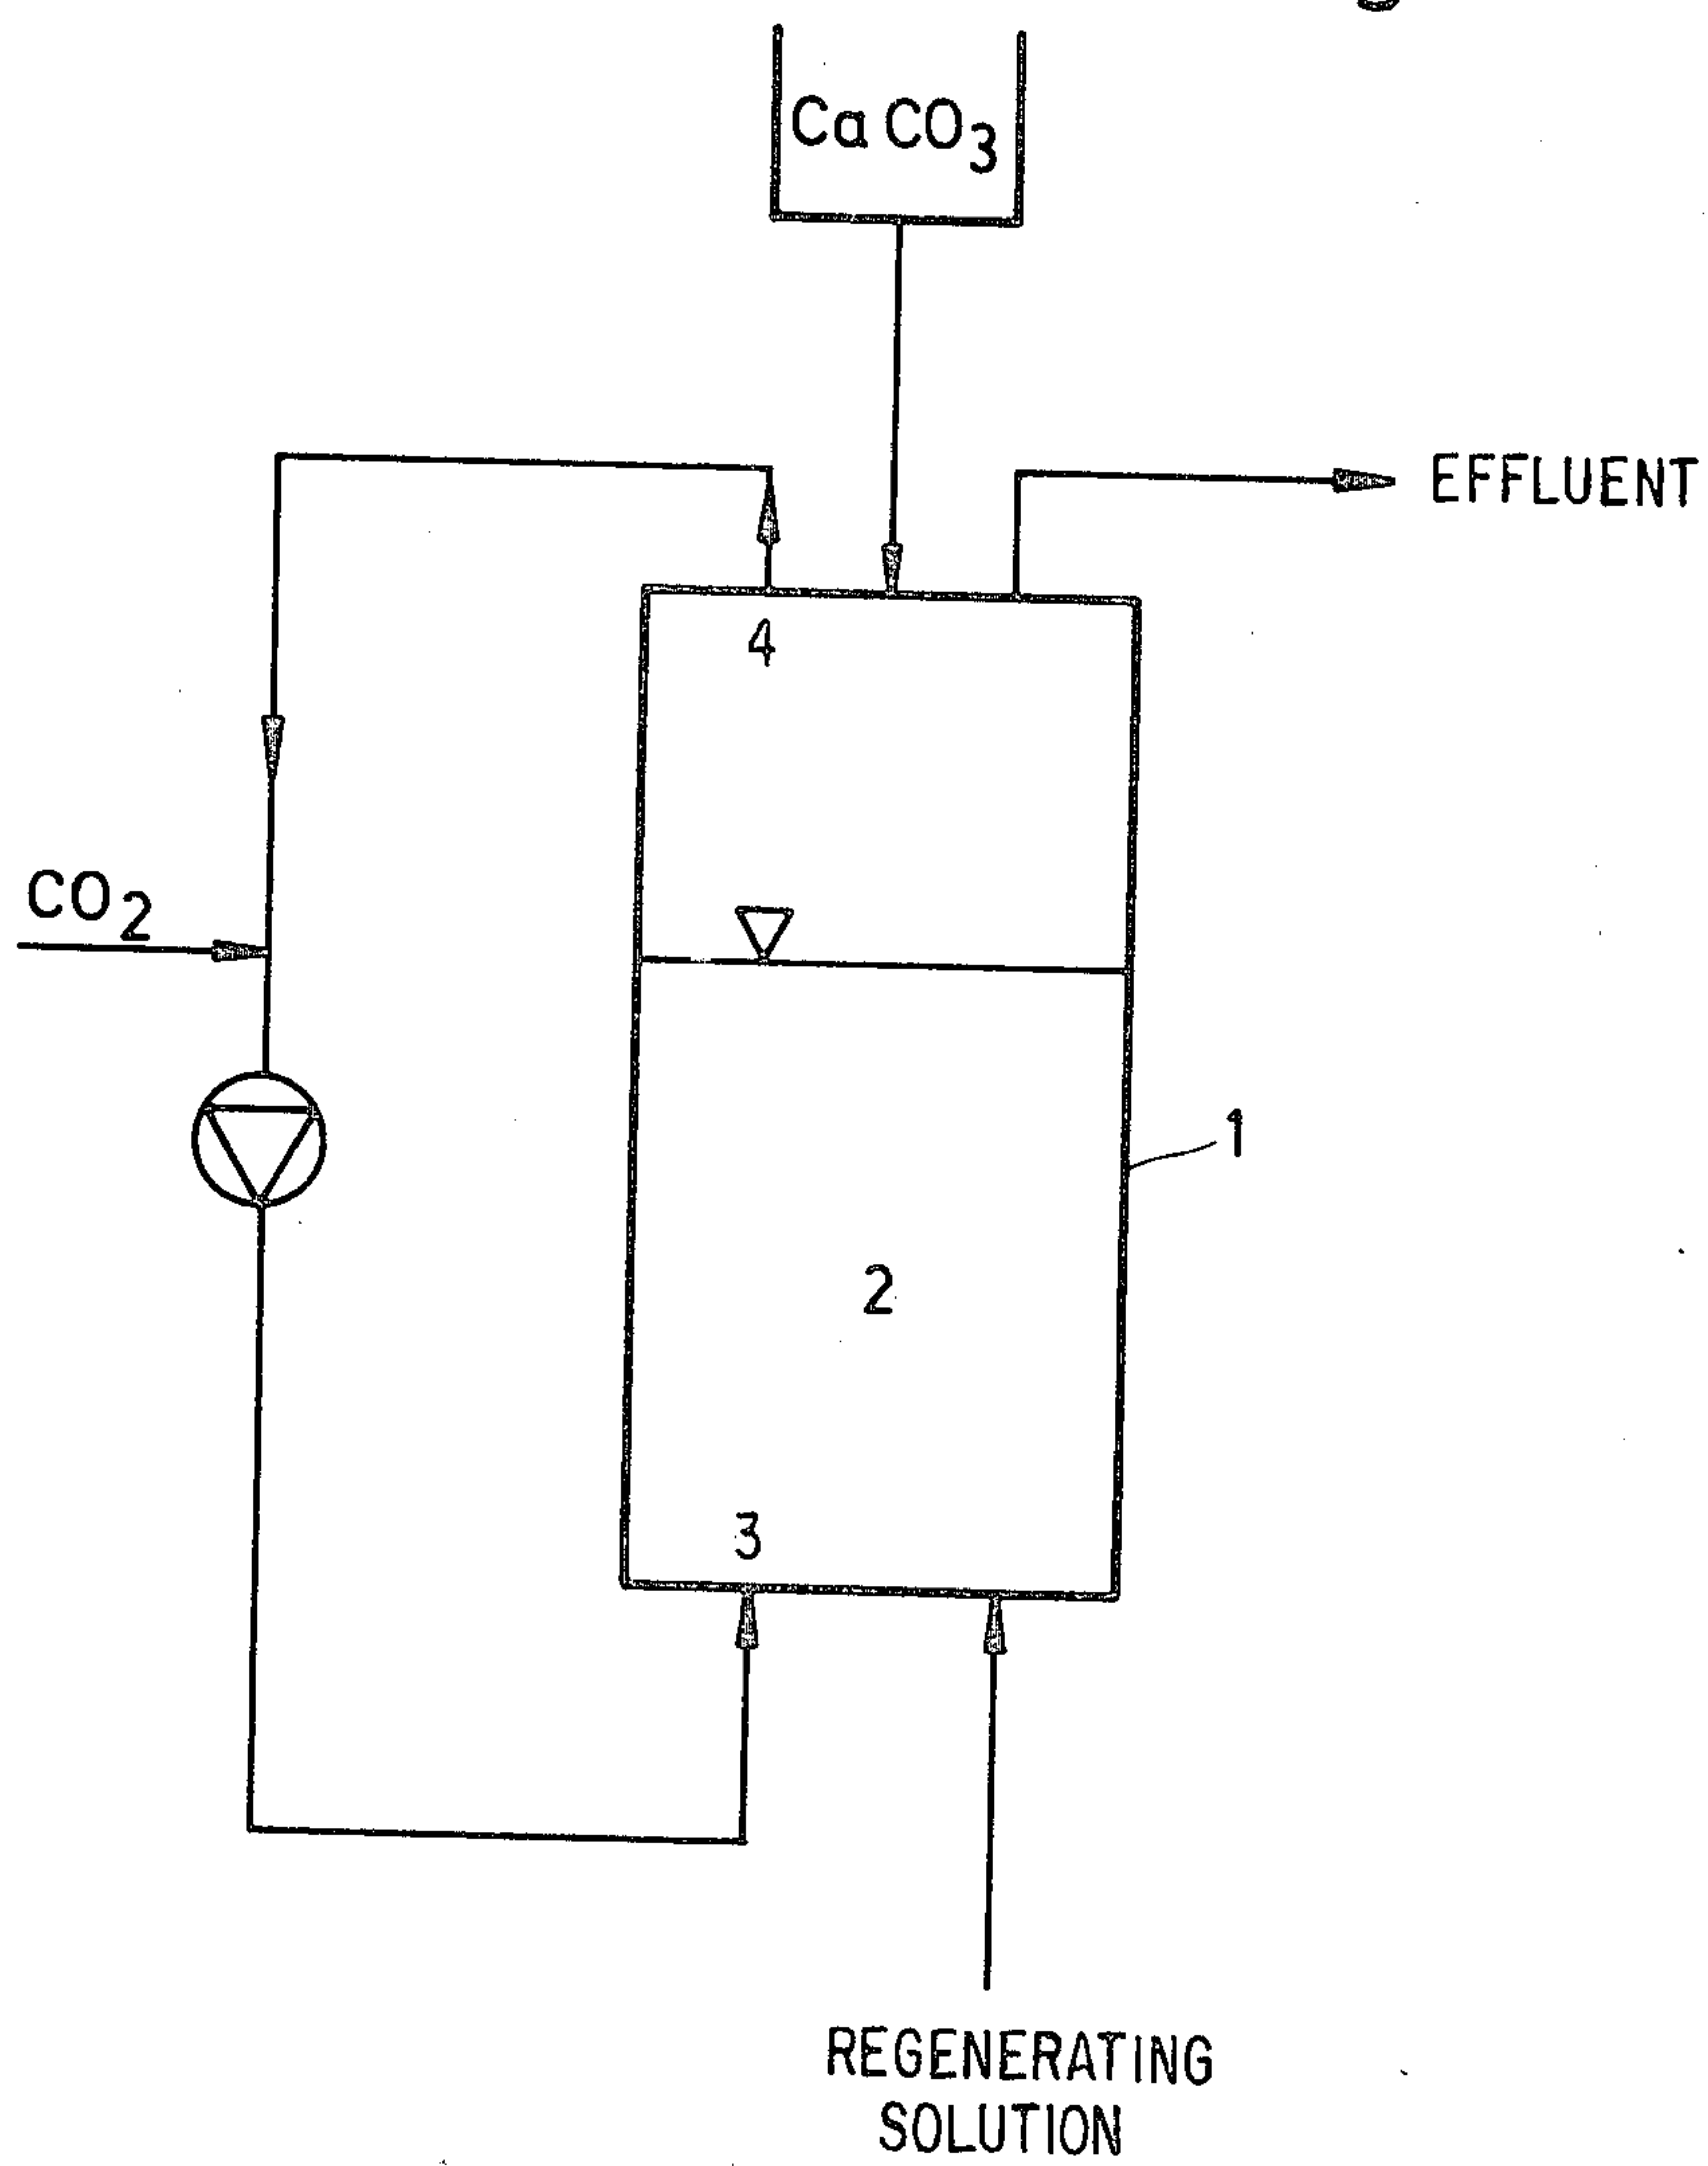 CaCO3
EFFLUENT
4
CO2
1
2
3
REGENERATING
SOLUTION